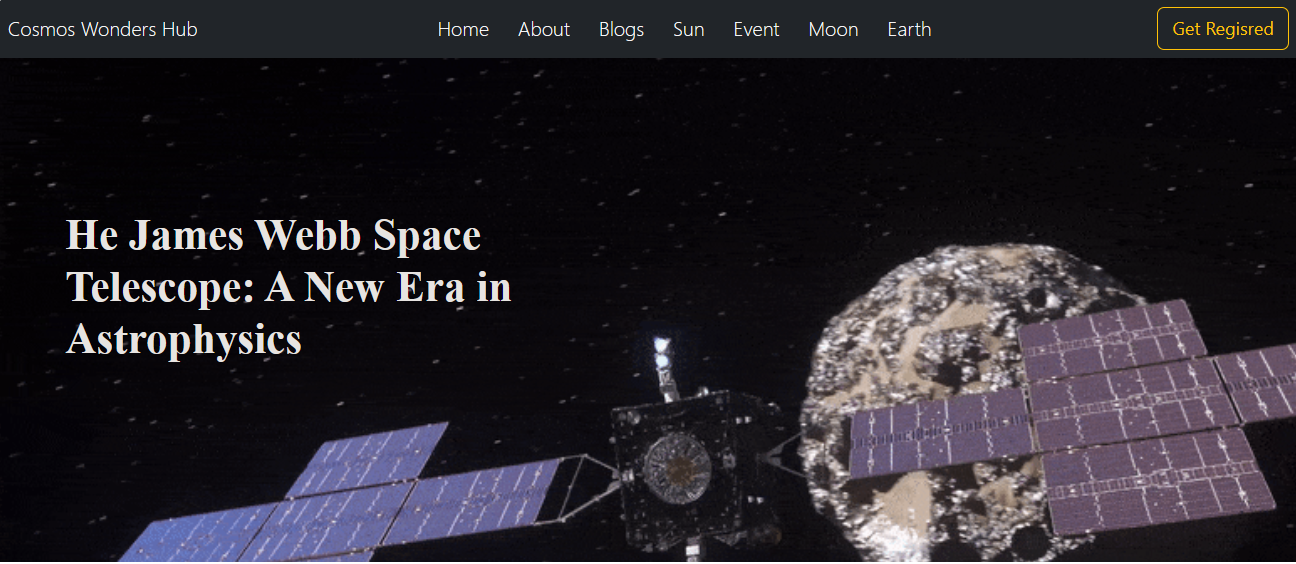 Cosmos Wonders Hub
Home About Blogs Sun Event Moon Earth
Get Regisred
He James Webb Space
Telescope: A New Era in
Astrophysics